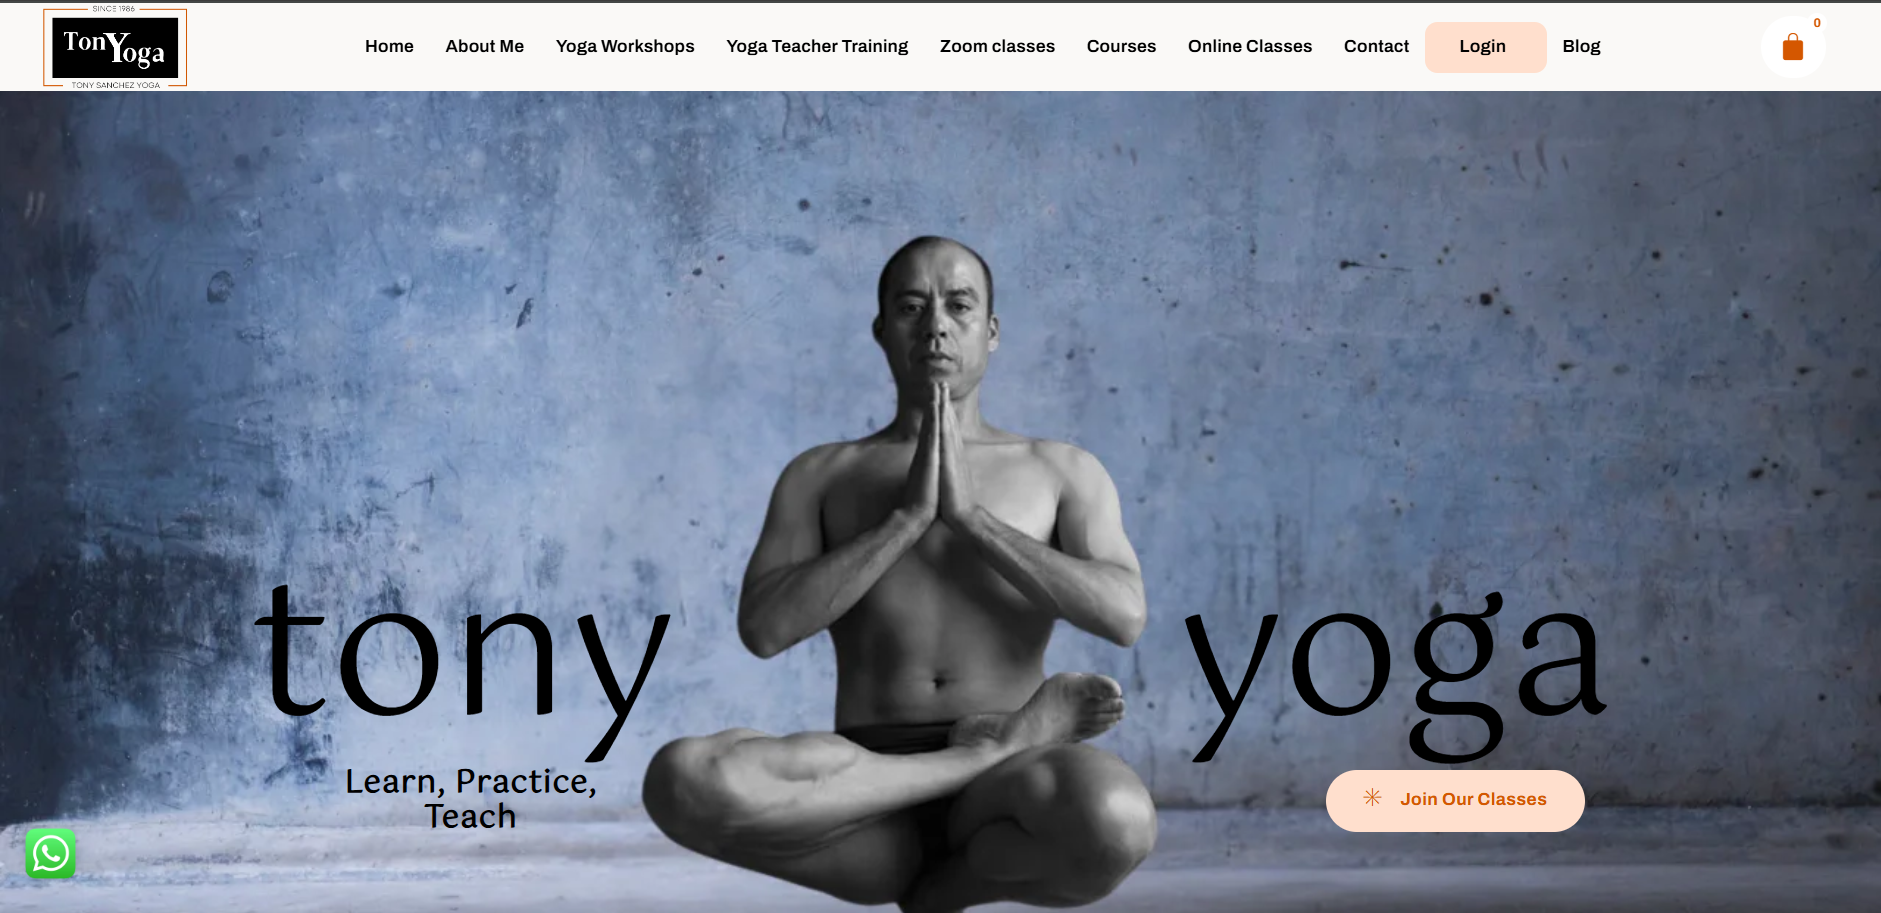 SINCE 1986
TonYoga
TONY SANCHEZ YOGA
Home About Me Yoga Workshops Yoga Teacher Training Zoom classes Courses Online Classes Contact Login Blog
0
tony yoga
Learn, Practice,
Teach
Join Our Classes